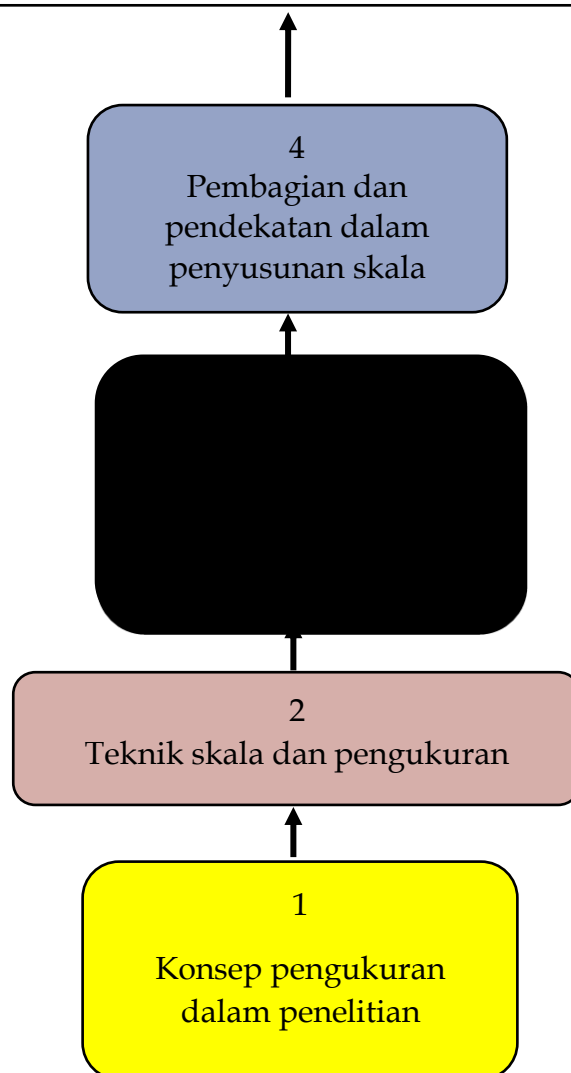 4
Pembagian dan
pendekatan dalam
penyusunan skala
2
Teknik skala dan pengukuran
1
Konsep pengukuran
dalam penelitian